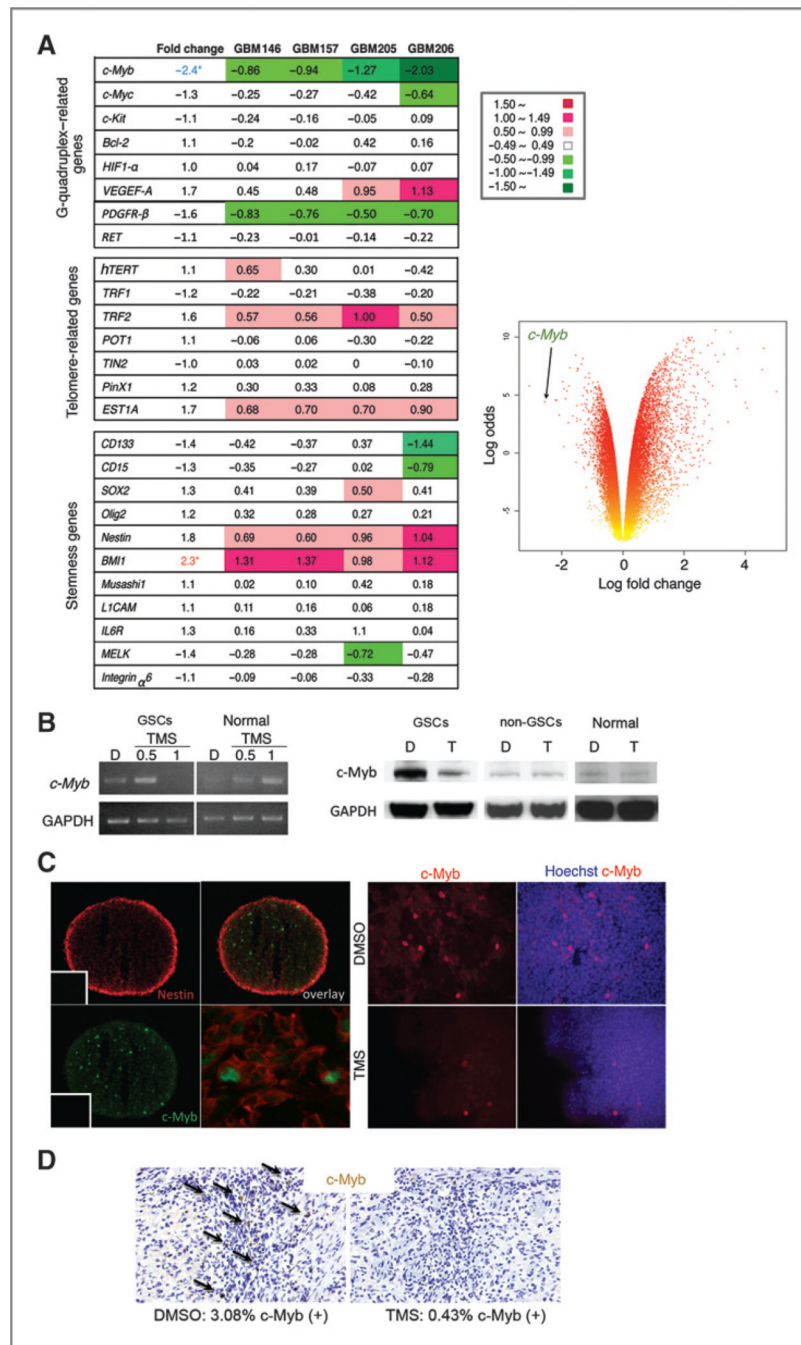 A
Fold change GBM146 GBM157 GBM205 GBM206
G-quadruplex–related genes
c-Myb −2.4* −0.86 −0.94 −1.27 −2.03
c-Myc −1.3 −0.25 −0.27 −0.42 −0.64
c-Kit −1.1 −0.24 −0.16 −0.05 0.09
Bcl-2 1.1 −0.2 −0.02 0.42 0.16
HIF1-α 1.0 0.04 0.17 −0.07 0.07
VEGEF-A 1.7 0.45 0.48 0.95 1.13
PDGFR-β −1.6 −0.83 −0.76 −0.50 −0.70
RET −1.1 −0.23 −0.01 −0.14 −0.22
Telomere-related genes
hTERT 1.1 0.65 0.30 0.01 −0.42
TRF1 −1.2 −0.22 −0.21 −0.38 −0.20
TRF2 1.6 0.57 0.56 1.00 0.50
POT1 1.1 −0.06 0.06 −0.30 −0.22
TIN2 −1.0 0.03 0.02 0 −0.10
PinX1 1.2 0.30 0.33 0.08 0.28
EST1A 1.7 0.68 0.70 0.70 0.90
Stemness genes
CD133 −1.4 −0.42 −0.37 0.37 −1.44
CD15 −1.3 −0.35 −0.27 0.02 −0.79
SOX2 1.3 0.41 0.39 0.50 0.41
Olig2 1.2 0.32 0.28 0.27 0.21
Nestin 1.8 0.69 0.60 0.96 1.04
BMI1 2.3* 1.31 1.37 0.98 1.12
Musashi1 1.1 0.02 0.10 0.42 0.18
L1CAM 1.1 0.11 0.16 0.06 0.18
IL6R 1.3 0.16 0.33 1.1 0.04
MELK −1.4 −0.28 −0.28 −0.72 −0.47
Integrin α6 −1.1 −0.09 −0.06 −0.33 −0.28
1.50 ~
1.00 ~ 1.49
0.50 ~ 0.99
−0.49 ~ 0.49
−0.50 ~−0.99
−1.00 ~−1.49
−1.50 ~
c-Myb
Log odds
10
5
0
-5
-2 0 2 4
Log fold change
B
GSCs Normal
TMS TMS
D 0.5 1 D 0.5 1
c-Myb
GAPDH
GSCs non-GSCs Normal
D T D T D T
c-Myb
GAPDH
C
Nestin
overlay
c-Myb
c-Myb Hoechst c-Myb
DMSO
TMS
D
c-Myb
DMSO: 3.08% c-Myb (+) TMS: 0.43% c-Myb (+)